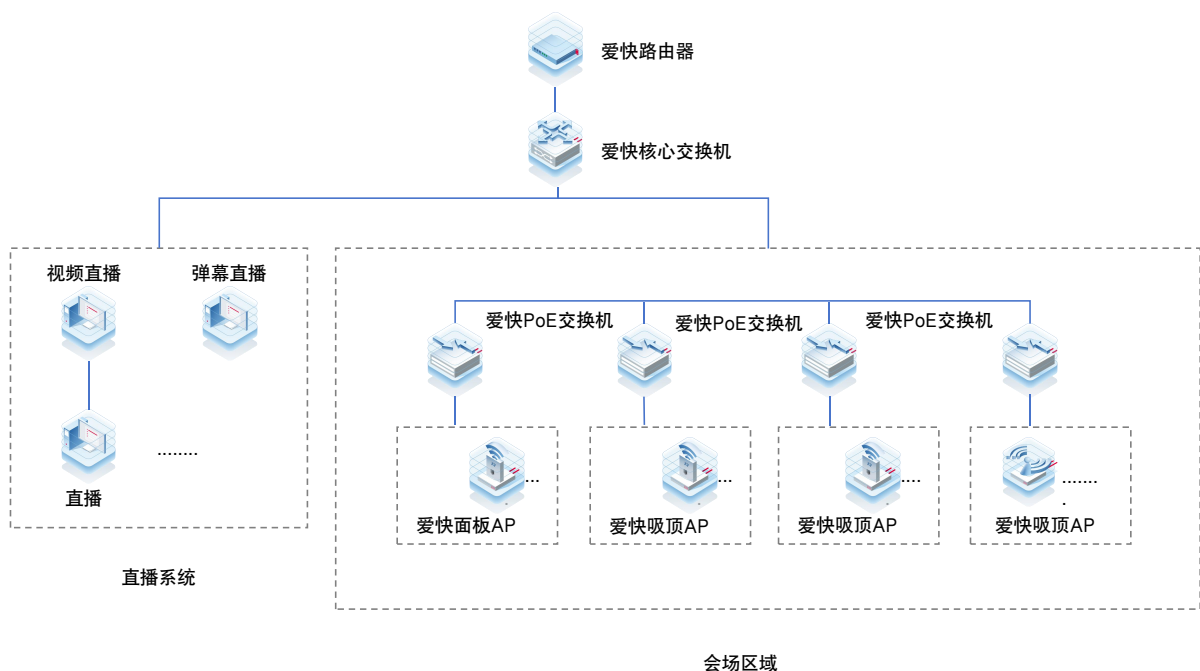 爱快路由器
爱快核心交换机
视频直播
弹幕直播
直播
........
直播系统
爱快PoE交换机
爱快PoE交换机
爱快PoE交换机
...
...
....
.......
.
爱快面板AP
爱快吸顶AP
爱快吸顶AP
爱快吸顶AP
会场区域